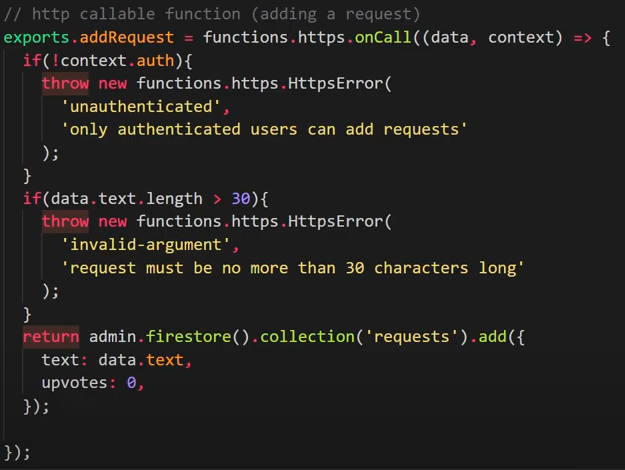 // http callable function (adding a request)
exports.addRequest = functions.https.onCall((data, context) => {
  if(!context.auth){
    throw new functions.https.HttpsError(
      'unauthenticated',
      'only authenticated users can add requests'
    );
  }
  if(data.text.length > 30){
    throw new functions.https.HttpsError(
      'invalid-argument',
      'request must be no more than 30 characters long'
    );
  }
  return admin.firestore().collection('requests').add({
    text: data.text,
    upvotes: 0,
  });

});